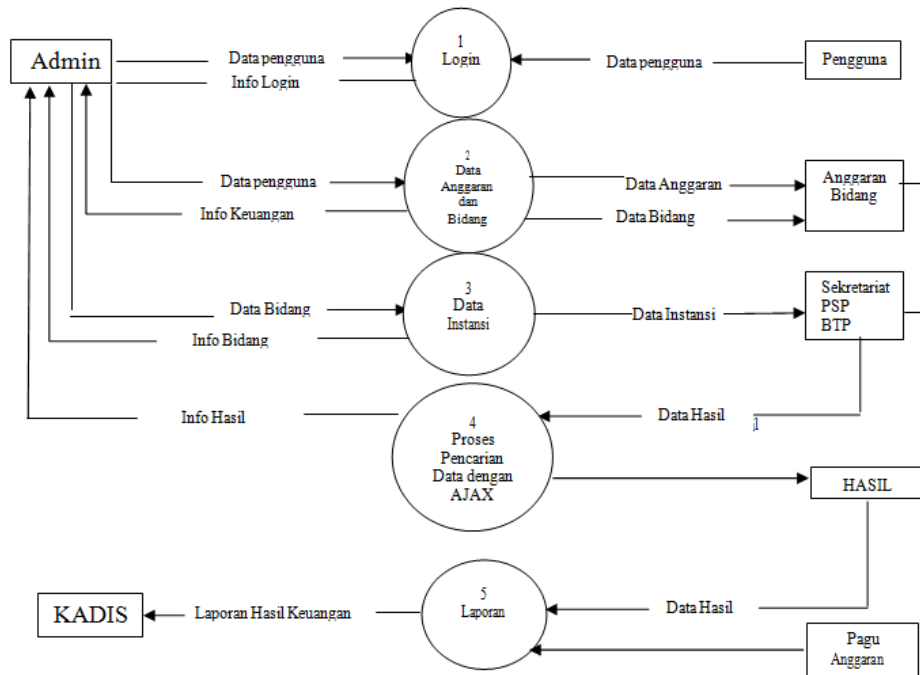 1
Login
Admin
Data pengguna
Info Login
Data pengguna
Pengguna
2
Data
Anggaran
dan
Bidang
Data pengguna
Info Keuangan
Data Anggaran
Data Bidang
Anggaran
Bidang
3
Data
Instansi
Data Bidang
Info Bidang
Data Instansi
Sekretariat
PSP
BTP
Info Hasil
4
Proses
Pencarian
Data dengan
AJAX
Data Hasil
HASIL
KADIS
Laporan Hasil Keuangan
5
Laporan
Data Hasil
Pagu
Anggaran